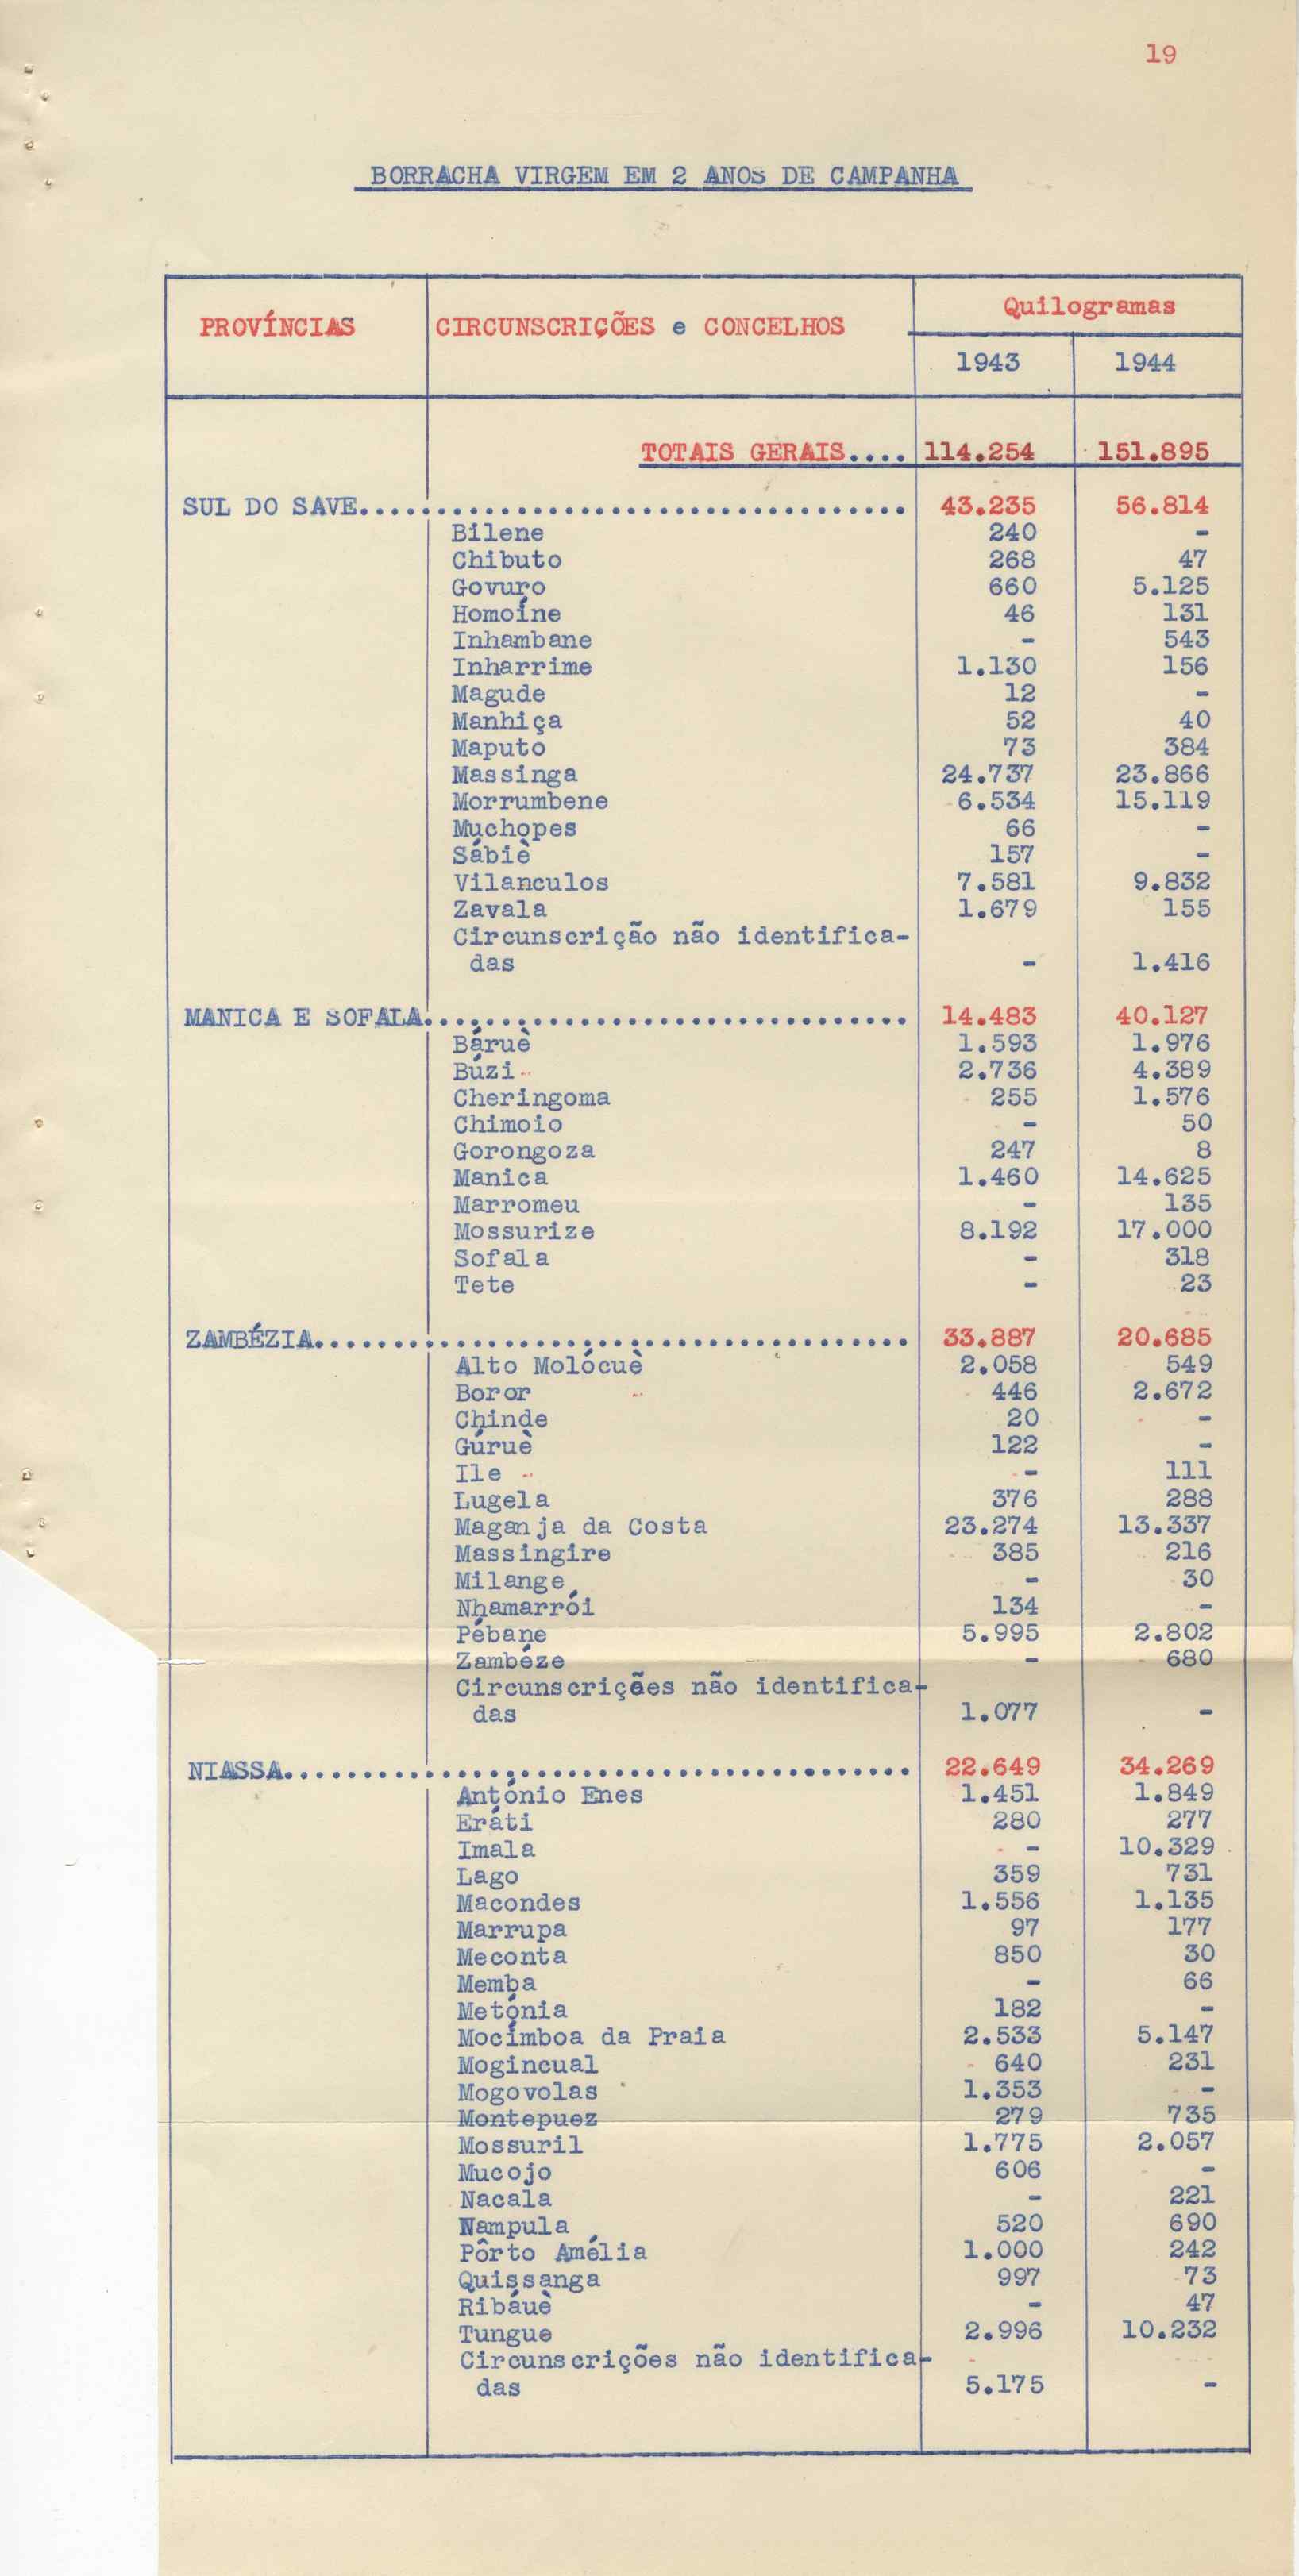 19
BORRACHA VIRGEM EM 2 ANOS DE CAMPANHA
PROVÍNCIAS CIRCUNSCRIÇÕES e CONCELHOS Quilogramas
1943 1944
TOTAIS GERAIS.... 114.254 151.895
SUL DO SAVE................................... 43.235 56.814
Bilene 240 -
Chibuto 268 47
Govuro 660 5.125
Homoíne 46 131
Inhambane - 543
Inharrime 1.130 156
Magude 12 -
Manhiça 52 40
Maputo 73 384
Massinga 24.737 23.866
Morrumbene 6.534 15.119
Muchopes 66 -
Sábiè 157 -
Vilanculos 7.581 9.832
Zavala 1.679 155
Circunscrição não identifica-
das - 1.416
MANICA E SOFALA............................... 14.483 40.127
Báruè 1.593 1.976
Búzi 2.736 4.389
Cheringoma 255 1.576
Chimoio - 50
Gorongoza 247 8
Manica 1.460 14.625
Marromeu - 135
Mossurize 8.192 17.000
Sofala - 318
Tete - 23
ZAMBÉZIA...................................... 33.887 20.685
Alto Molócuè 2.058 549
Boror 446 2.672
Chinde 20 -
Gúruè 122 -
Ile - 111
Lugela 376 288
Maganja da Costa 23.274 13.337
Massingire 385 216
Milange - 30
Nhamarrói 134 -
Pébane 5.995 2.802
Zambéze - 680
Circunscriçães não identifica-
das 1.077 -
NIASSA........................................ 22.649 34.269
António Enes 1.451 1.849
Eráti 280 277
Imala - 10.329
Lago 359 731
Macondes 1.556 1.135
Marrupa 97 177
Meconta 850 30
Memba - 66
Metónia 182 -
Mocímboa da Praia 2.533 5.147
Mogincual 640 231
Mogovolas 1.353 -
Montepuez 279 735
Mossuril 1.775 2.057
Mucojo 606 -
Nacala - 221
Nampula 520 690
Pôrto Amélia 1.000 242
Quissanga 997 73
Ribáuè - 47
Tungue 2.996 10.232
Circunscrições não identifica-
das 5.175 -